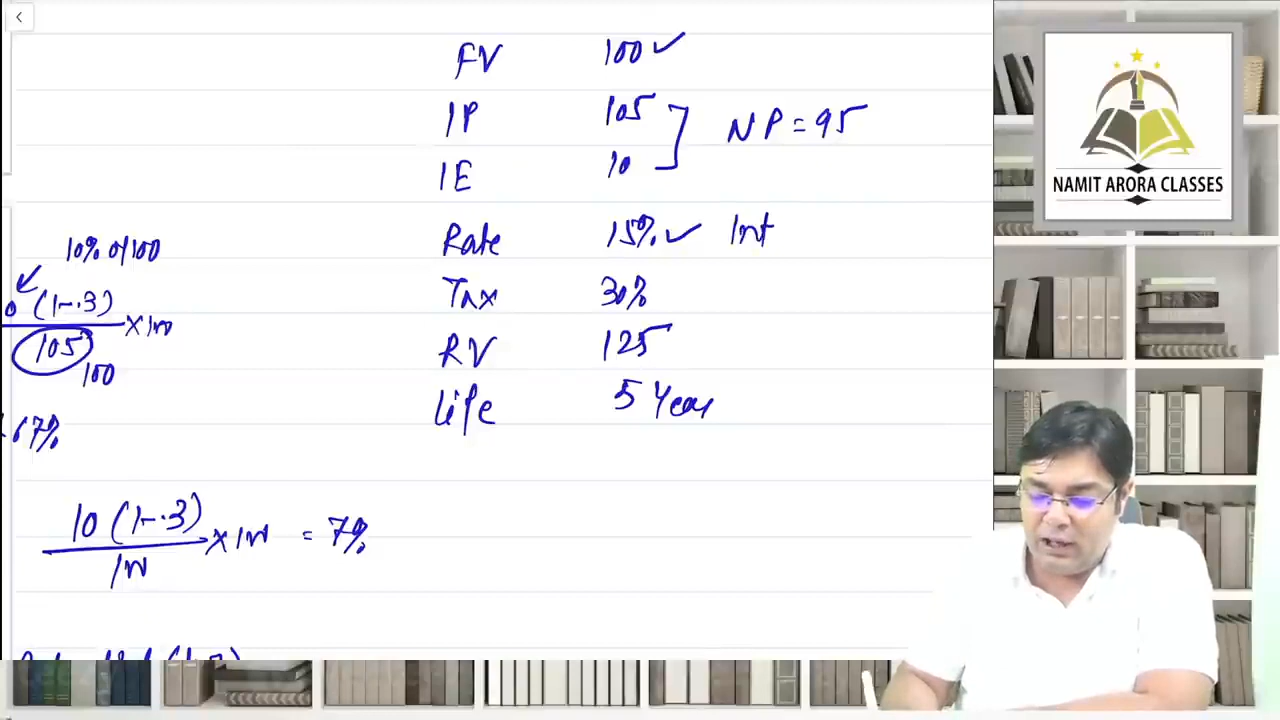 FV 100 ✓
IP 105
IE 10
NP = 95
Rate 15% ✓ Int
Tax 30%
RV 125
Life 5 Year
10% of 100
0 (1-.3)
105
×100
100
67%
10 (1-.3)
100
×100 = 7%
NAMIT ARORA CLASSES